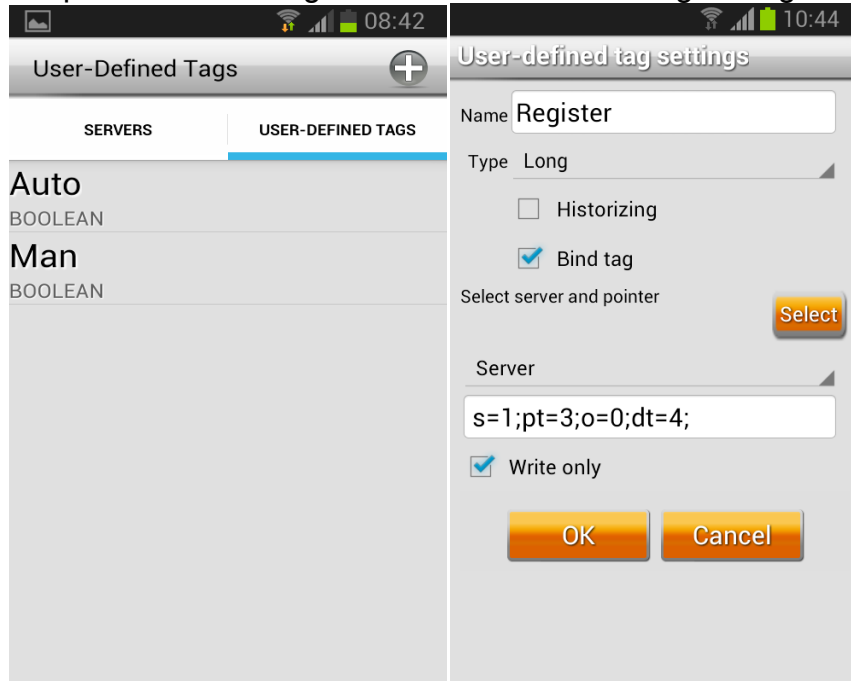 08:42
User-Defined Tags
SERVERS
USER-DEFINED TAGS
Auto
BOOLEAN
Man
BOOLEAN
10:44
User-defined tag settings
Name Register
Type Long
Historizing
Bind tag
Select server and pointer
Select
Server
s=1;pt=3;o=0;dt=4;
Write only
OK
Cancel